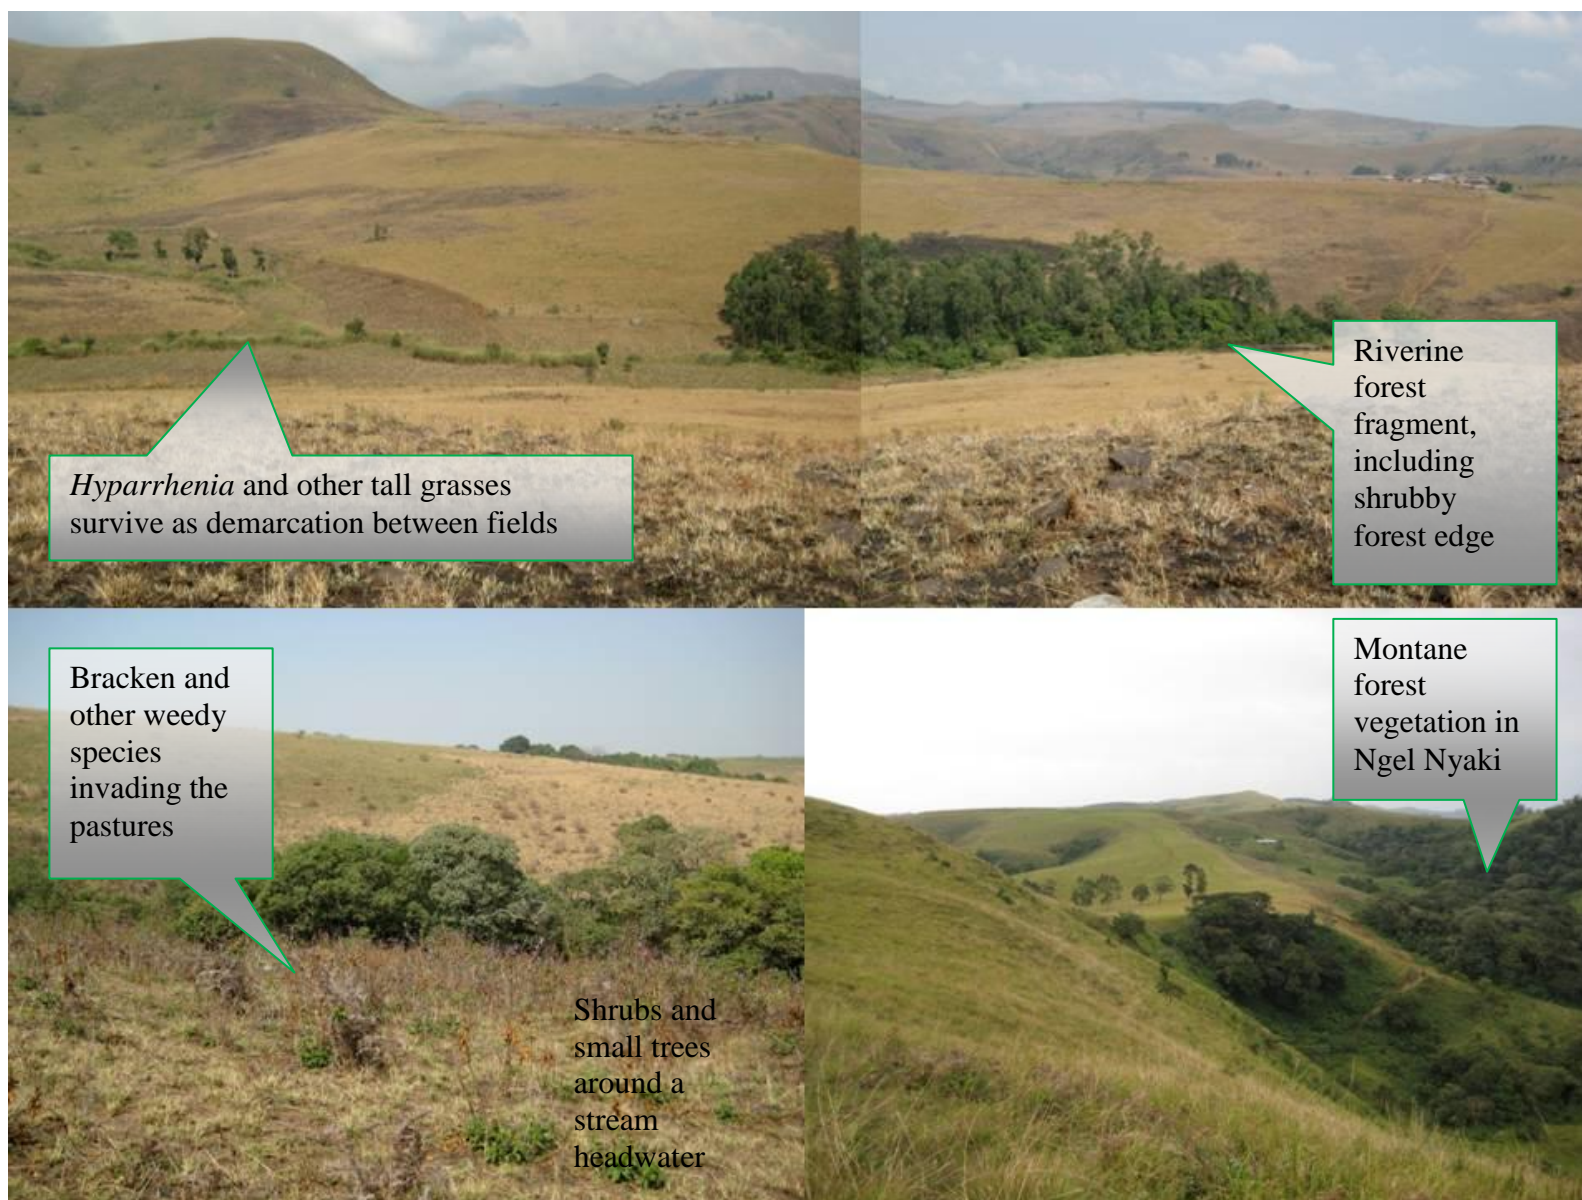 Hyparrhenia and other tall grasses
survive as demarcation between fields
Riverine
forest
fragment,
including
shrubby
forest edge
Bracken and
other weedy
species
invading the
pastures
Shrubs and
small trees
around a
stream
headwater
Montane
forest
vegetation in
Ngel Nyaki